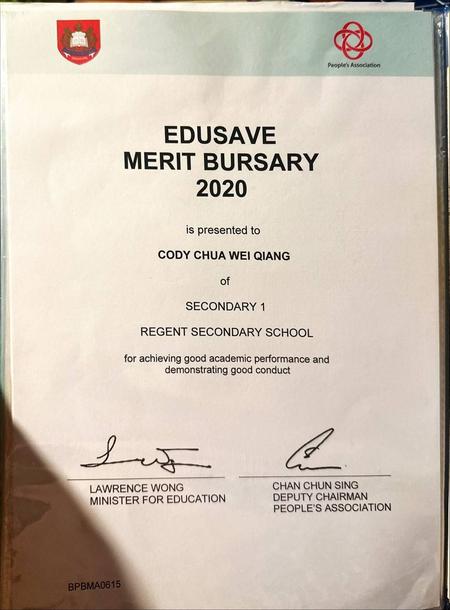 People's Association
EDUSAVE
MERIT BURSARY
2020
is presented to
CODY CHUA WEI QIANG
of
SECONDARY 1
REGENT SECONDARY SCHOOL
for achieving good academic performance and
demonstrating good conduct
LAWRENCE WONG
MINISTER FOR EDUCATION
CHAN CHUN SING
DEPUTY CHAIRMAN
PEOPLE'S ASSOCIATION
BPBMA0615